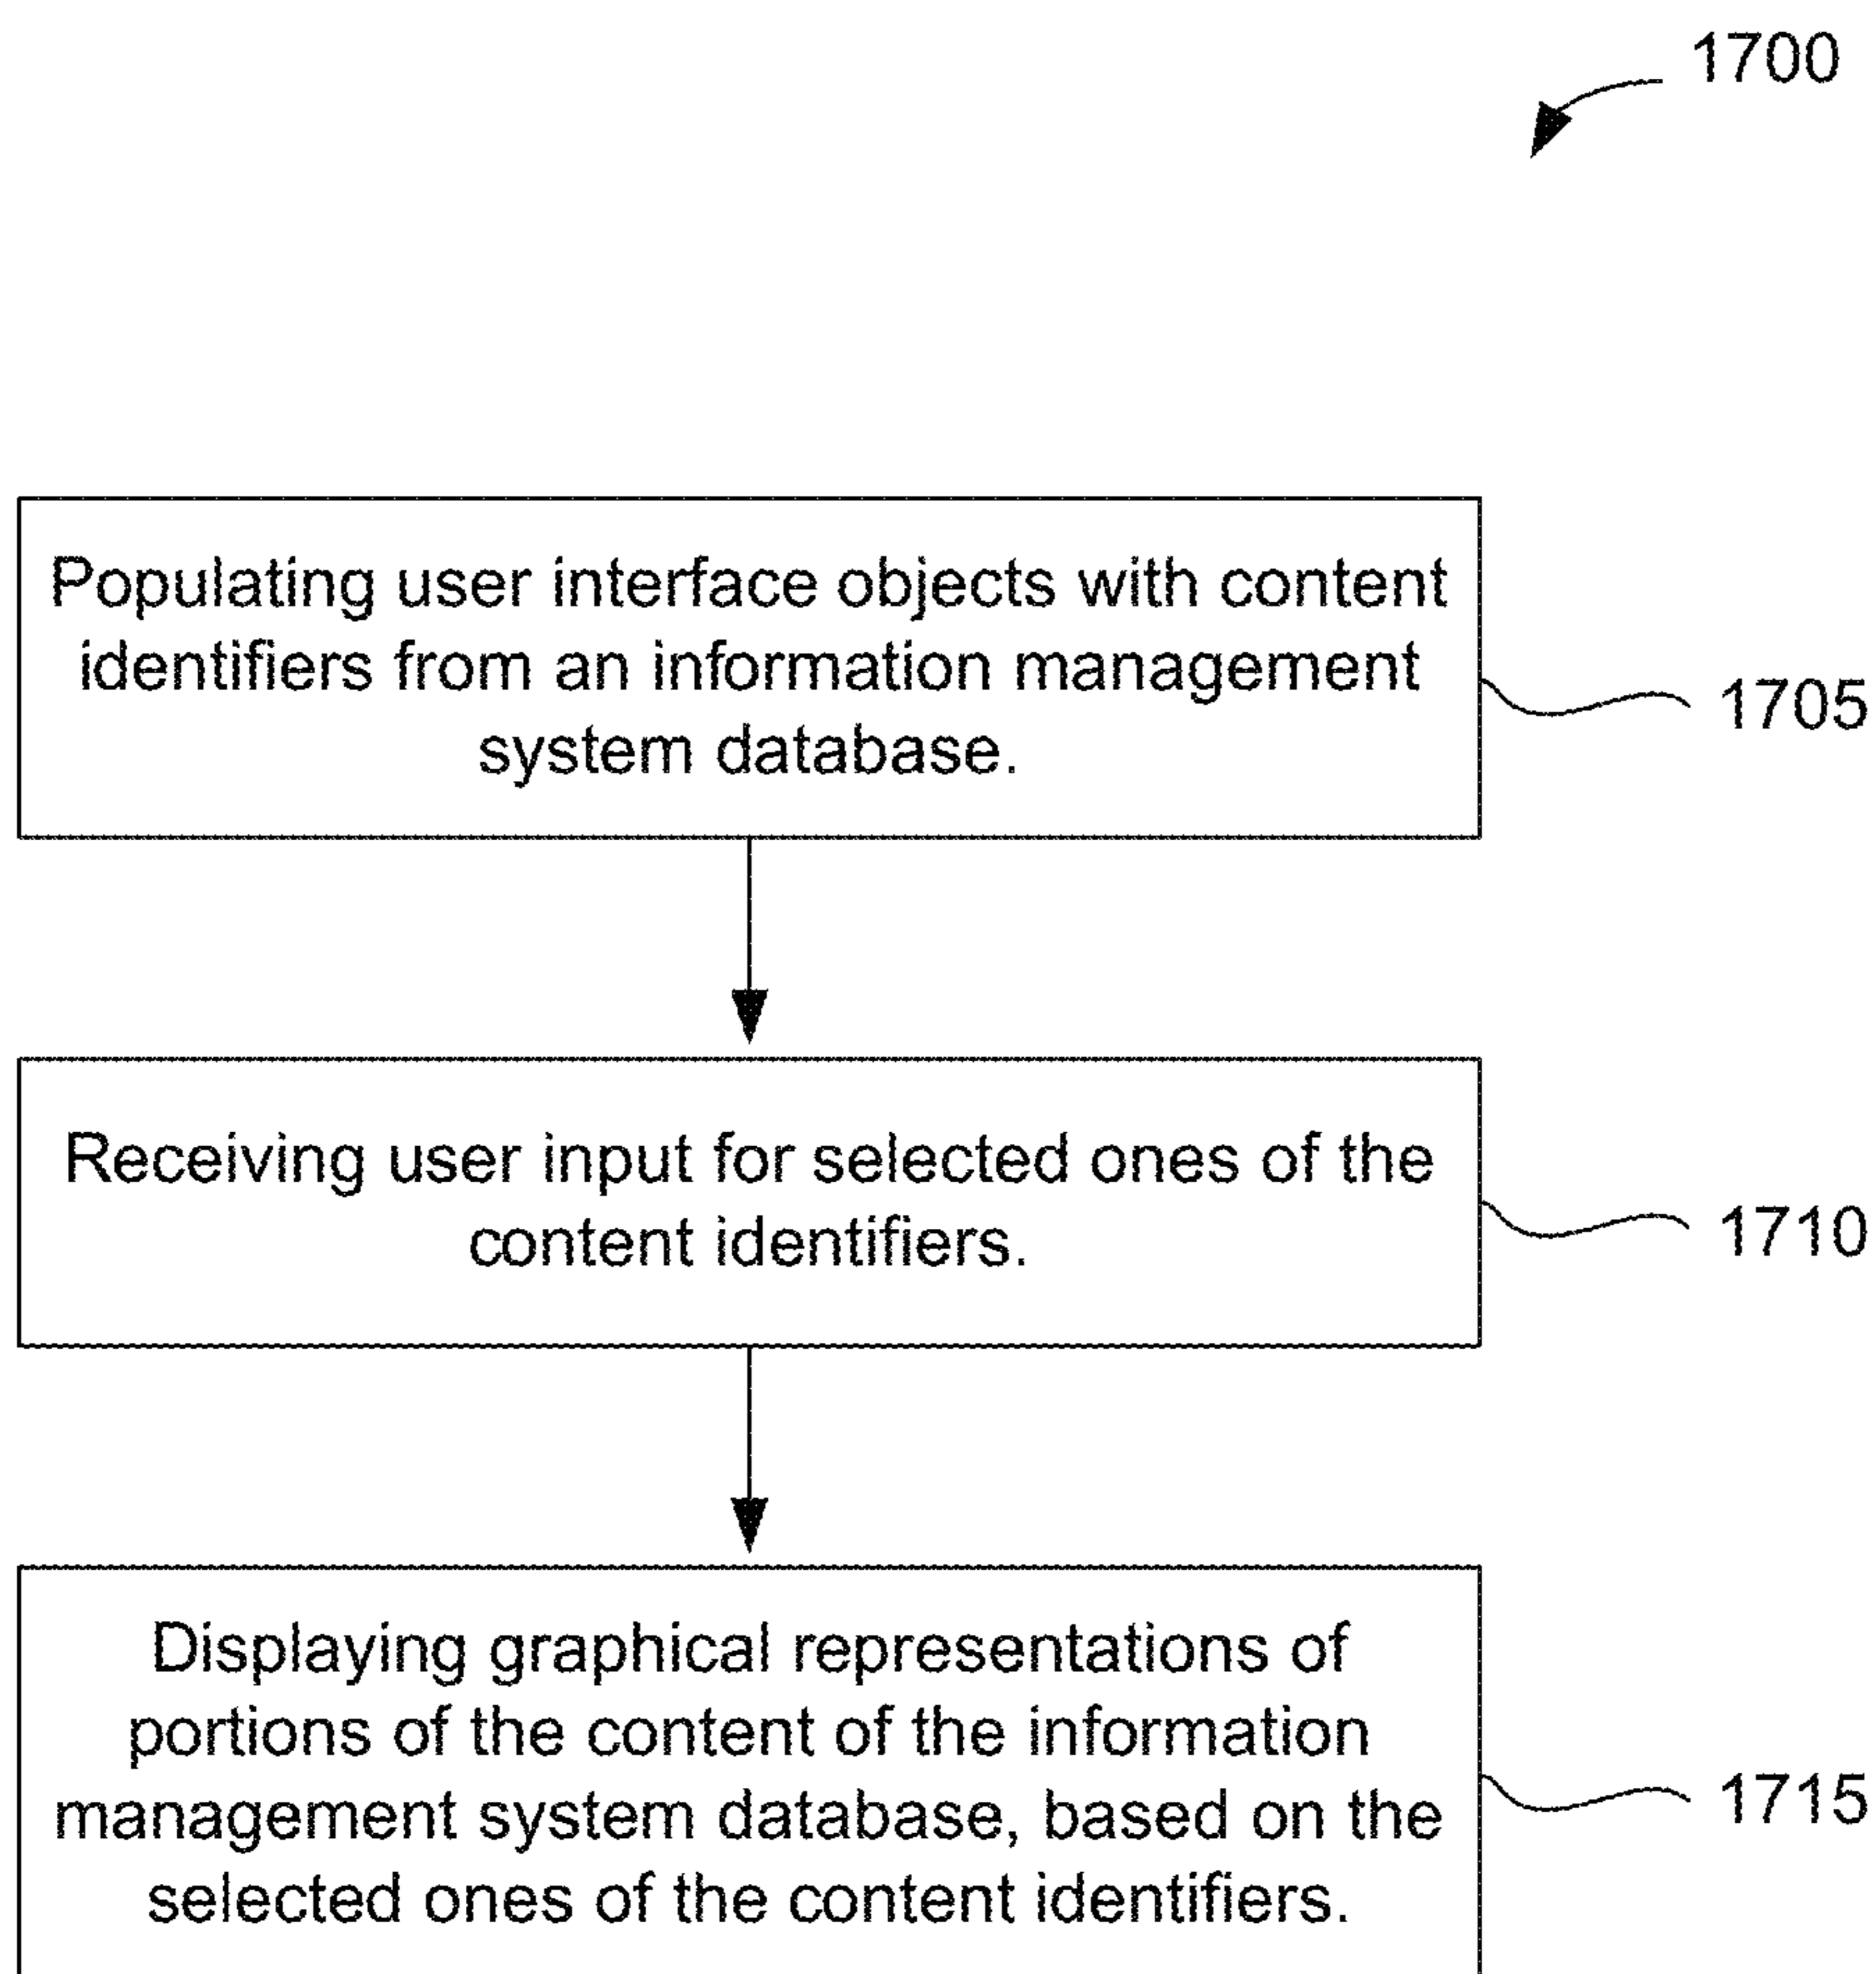 1700
Populating user interface objects with content
identifiers from an information management
system database.
1705
Receiving user input for selected ones of the
content identifiers.
1710
Displaying graphical representations of
portions of the content of the information
management system database, based on the
selected ones of the content identifiers.
1715